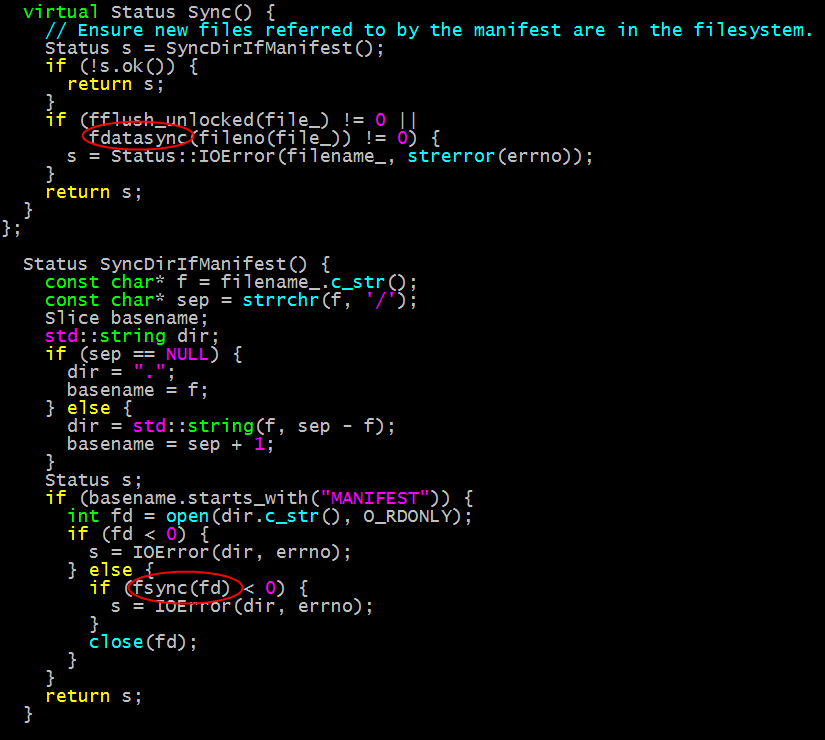 virtual Status Sync() {
// Ensure new files referred to by the manifest are in the filesystem.
Status s = SyncDirIfManifest();
if (!s.ok()) {
return s;
}
if (fflush_unlocked(file_) != 0 ||
fdatasync(fileno(file_)) != 0) {
s = Status::IOError(filename_, strerror(errno));
}
return s;
}
};
Status SyncDirIfManifest() {
const char* f = filename_.c_str();
const char* sep = strrchr(f, '/');
Slice basename;
std::string dir;
if (sep == NULL) {
dir = ".";
basename = f;
} else {
dir = std::string(f, sep - f);
basename = sep + 1;
}
Status s;
if (basename.starts_with("MANIFEST")) {
int fd = open(dir.c_str(), O_RDONLY);
if (fd < 0) {
s = IOError(dir, errno);
} else {
if (fsync(fd) < 0) {
s = IOError(dir, errno);
}
close(fd);
}
}
return s;
}